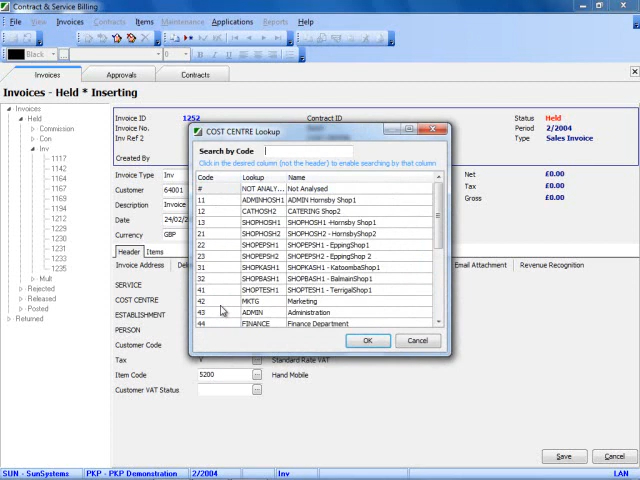 Contract & Service Billing
File View Invoices Contracts Items Maintenance Applications Reports Help
Black 0
Invoices Approvals Contracts
Invoices - Held * Inserting
Invoices
Held
Commission
Con
Inv
1117
1142
1164
1167
1190
1191
1192
1230
1231
1235
Mult
Rejected
Released
Posted
Returned
Invoice ID 1252 Contract ID
Invoice No.
Inv Ref 2
Created By
Status Held
Period 2/2004
Type Sales Invoice
Invoice Type Inv
Customer 64001
Description Invoice
Date 24/02/
Currency GBP
Net £0.00
Tax £0.00
Gross £0.00
Header Items
Invoice Address Email Attachment Revenue Recognition
SERVICE
COST CENTRE
ESTABLISHMENT
PERSON
Customer Code
Tax Standard Rate VAT
Item Code 5200 Hand Mobile
Customer VAT Status
COST CENTRE Lookup
Search by Code
Click in the desired column (not the header) to enable searching by that column
Code Lookup Name
# NOT ANALY... Not Analysed
11 ADMINHOSH1 ADMIN Hornsby Shop1
12 CATHOSH2 CATERING Shop2
13 SHOPHOSH1 SHOPHOSH1 -Hornsby Shop1
21 SHOPHOSH2 SHOPHOSH2 - HornsbyShop2
22 SHOPEPSH1 SHOPEPSH1 - EppingShop1
23 SHOPEPSH2 SHOPEPSH1 - EppingShop 2
31 SHOPKASH1 SHOPKASH1 - KatoombaShop1
32 SHOPBASH1 SHOPBASH1 - BalmainShop1
41 SHOPTESH1 SHOPTESH1 - TerrigalShop1
42 MKTG Marketing
43 ADMIN Administration
44 FINANCE Finance Department
OK Cancel
Save Cancel
SUN - SunSystems PKP - PKP Demonstration 2/2004 Inv LAN